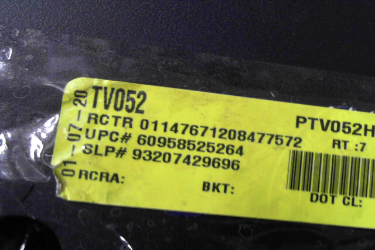 01-07-20
TV052 PTV052H
RCTR 01147671208477572 RT :7
UPC# 60958525264
SLP# 93207429696
RCRA: BKT: DOT CL: